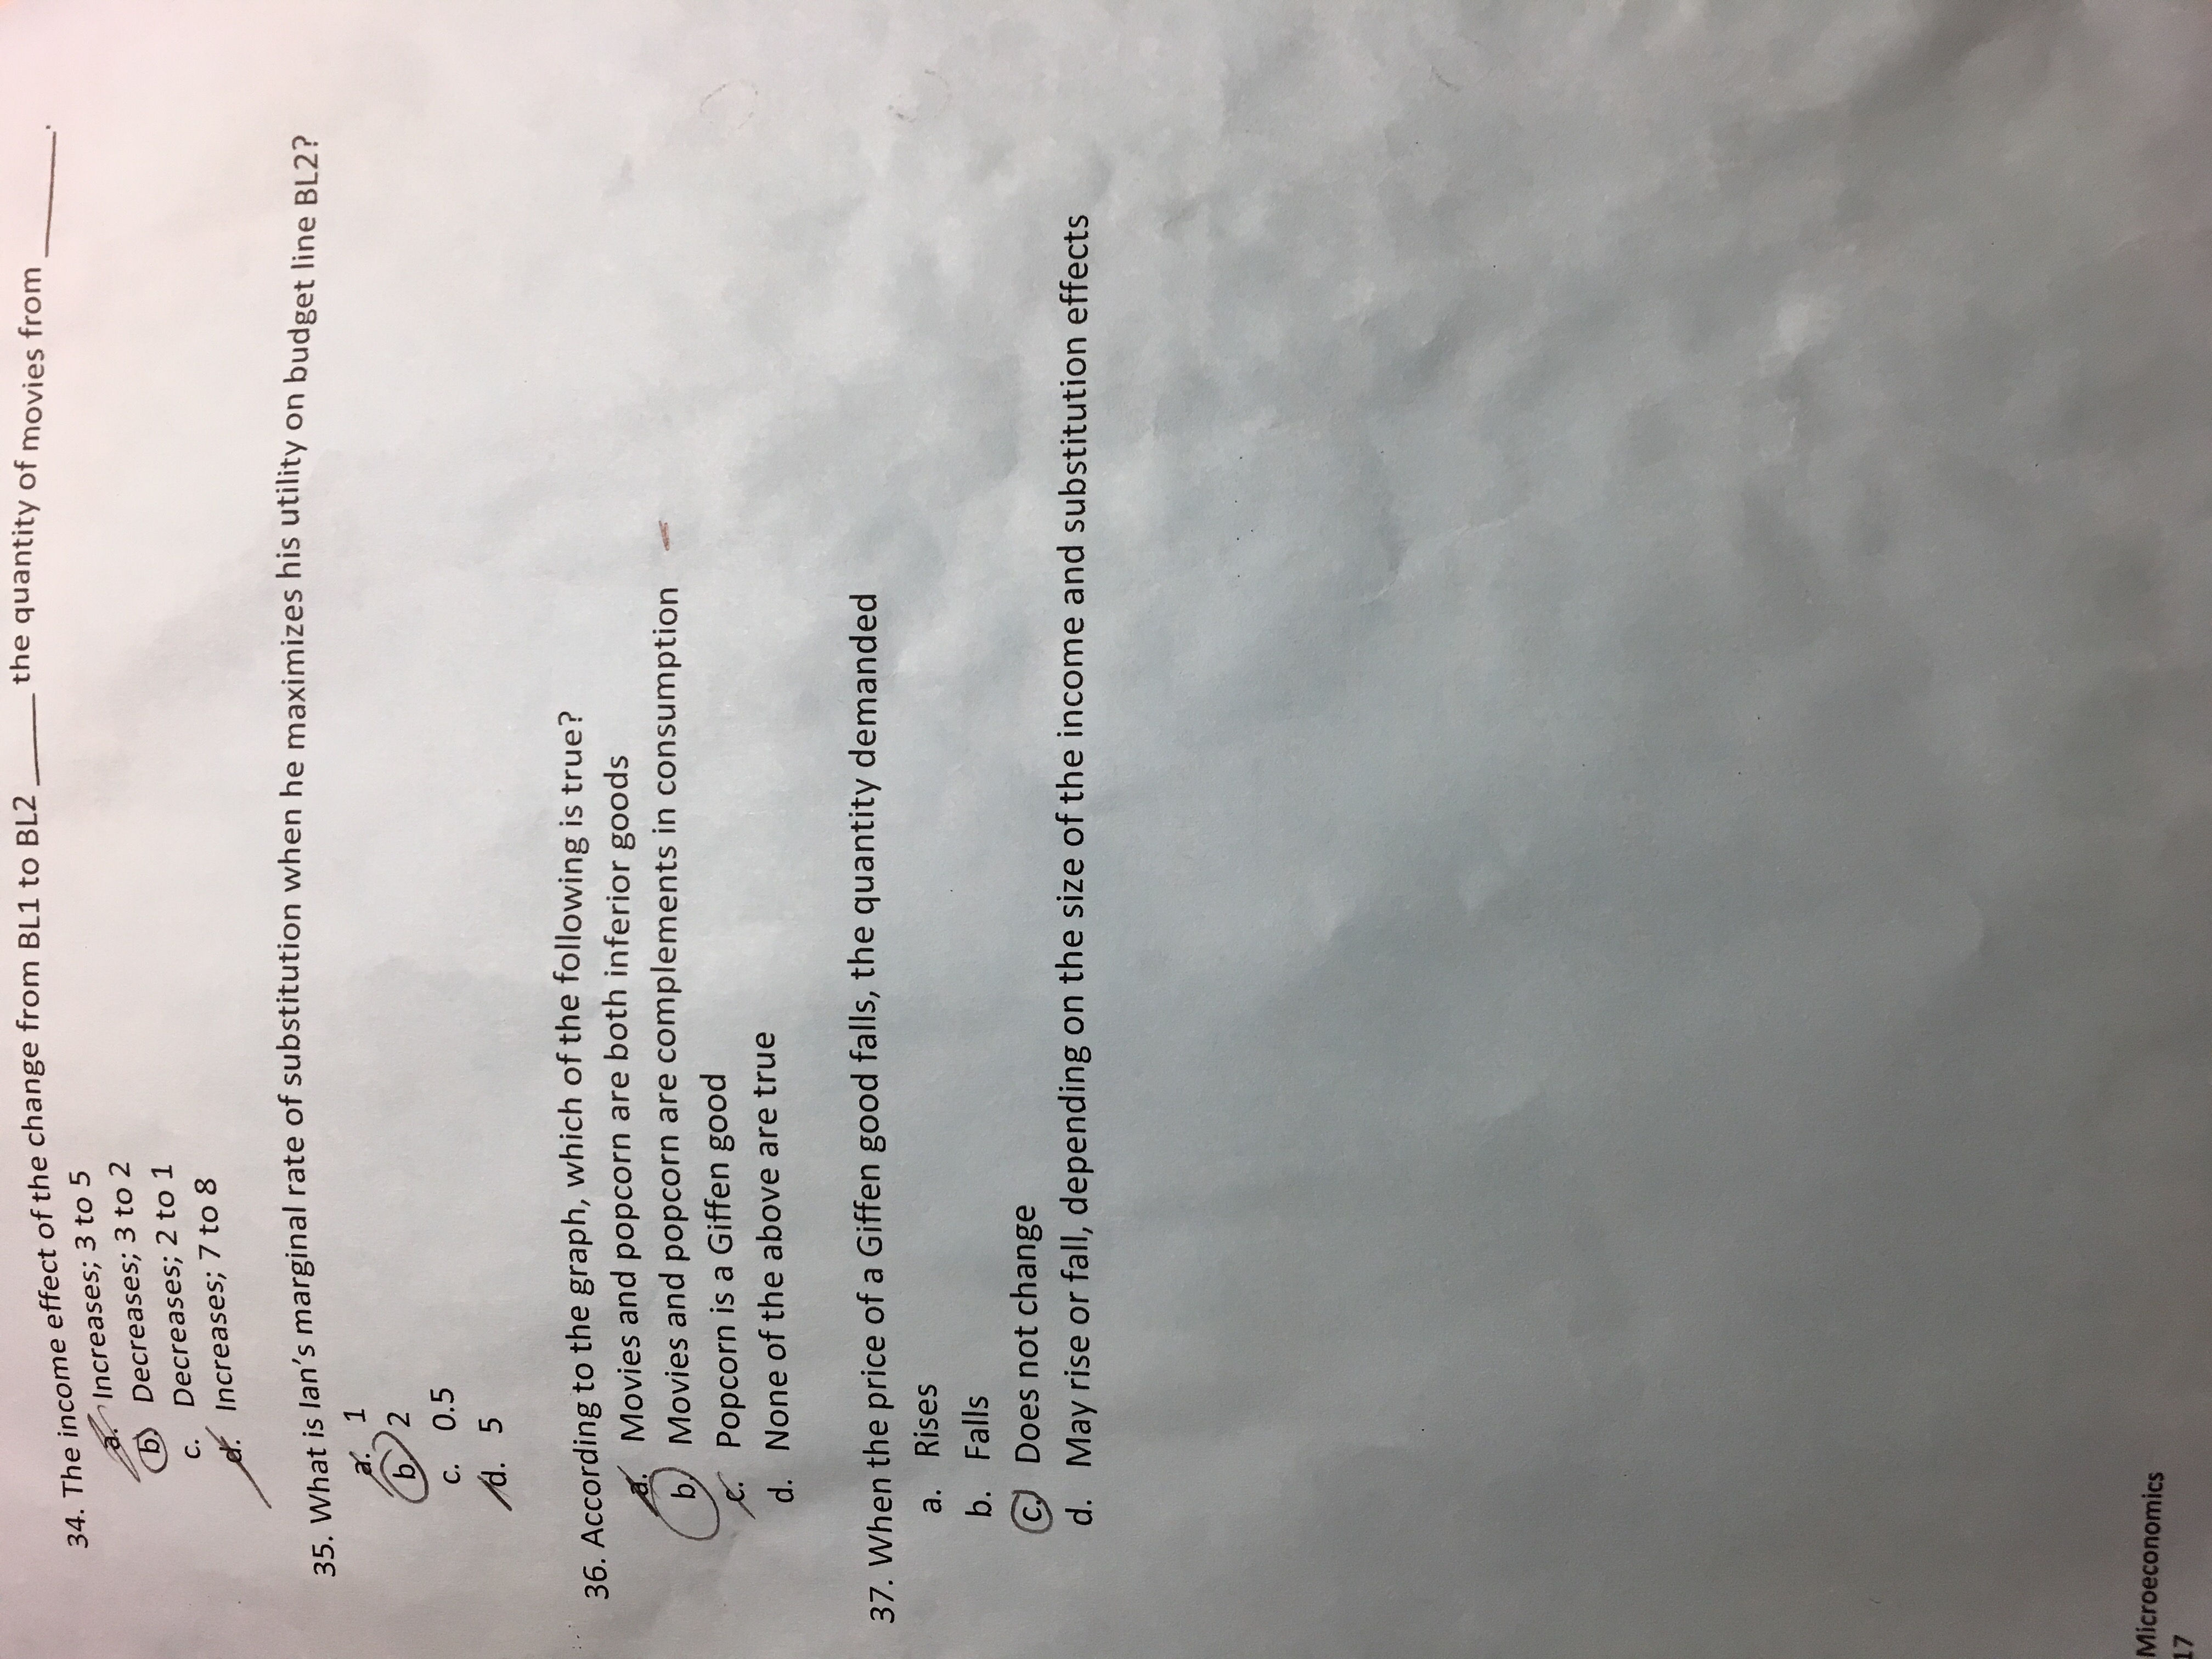 34. The income effect of the change from BL1 to BL2 _____ the quantity of movies from _______.
a. Increases; 3 to 5
b. Decreases; 3 to 2
c. Decreases; 2 to 1
d. Increases; 7 to 8
35. What is Ian's marginal rate of substitution when he maximizes his utility on budget line BL2?
a. 1
b. 2
c. 0.5
d. 5
36. According to the graph, which of the following is true?
a. Movies and popcorn are both inferior goods
b. Movies and popcorn are complements in consumption
c. Popcorn is a Giffen good
d. None of the above are true
37. When the price of a Giffen good falls, the quantity demanded
a. Rises
b. Falls
c. Does not change
d. May rise or fall, depending on the size of the income and substitution effects
Microeconomics
17